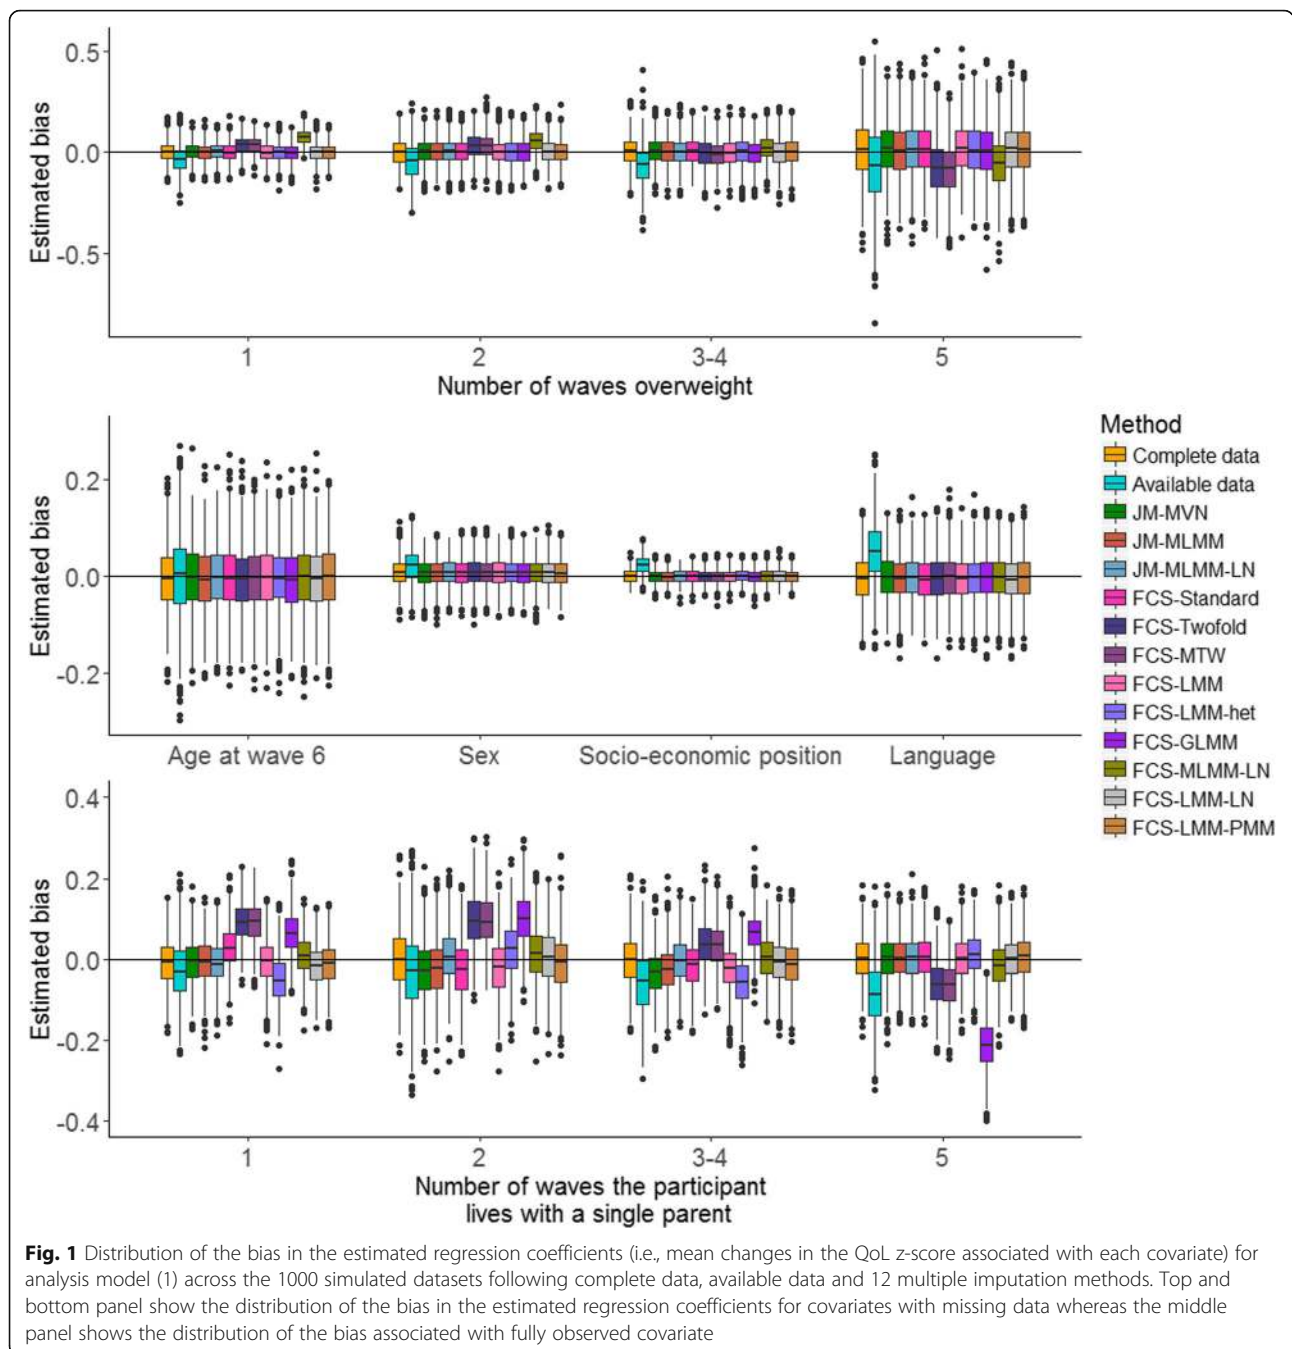 0.5
0.0
-0.5
Estimated bias
1
2
3-4
5
Number of waves overweight
0.2
0.0
-0.2
Estimated bias
Age at wave 6
Sex
Socio-economic position
Language
0.4
0.2
0.0
-0.2
-0.4
Estimated bias
1
2
3-4
5
Number of waves the participant
lives with a single parent
Method
Complete data
Available data
JM-MVN
JM-MLMM
JM-MLMM-LN
FCS-Standard
FCS-Twofold
FCS-MTW
FCS-LMM
FCS-LMM-het
FCS-GLMM
FCS-MLMM-LN
FCS-LMM-LN
FCS-LMM-PMM
Fig. 1 Distribution of the bias in the estimated regression coefficients (i.e., mean changes in the QoL z-score associated with each covariate) for
analysis model (1) across the 1000 simulated datasets following complete data, available data and 12 multiple imputation methods. Top and
bottom panel show the distribution of the bias in the estimated regression coefficients for covariates with missing data whereas the middle
panel shows the distribution of the bias associated with fully observed covariate